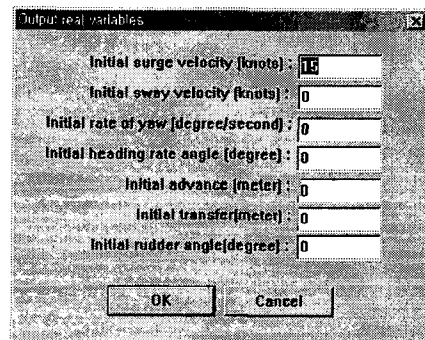 Output real variables
Initial surge velocity (knots) : 15
Initial sway velocity (knots) : 0
Initial rate of yaw (degree/second) : 0
Initial heading rate angle (degree) : 0
Initial advance (meter) : 0
Initial transfer(meter) : 0
Initial rudder angle(degree) : 0
OK Cancel